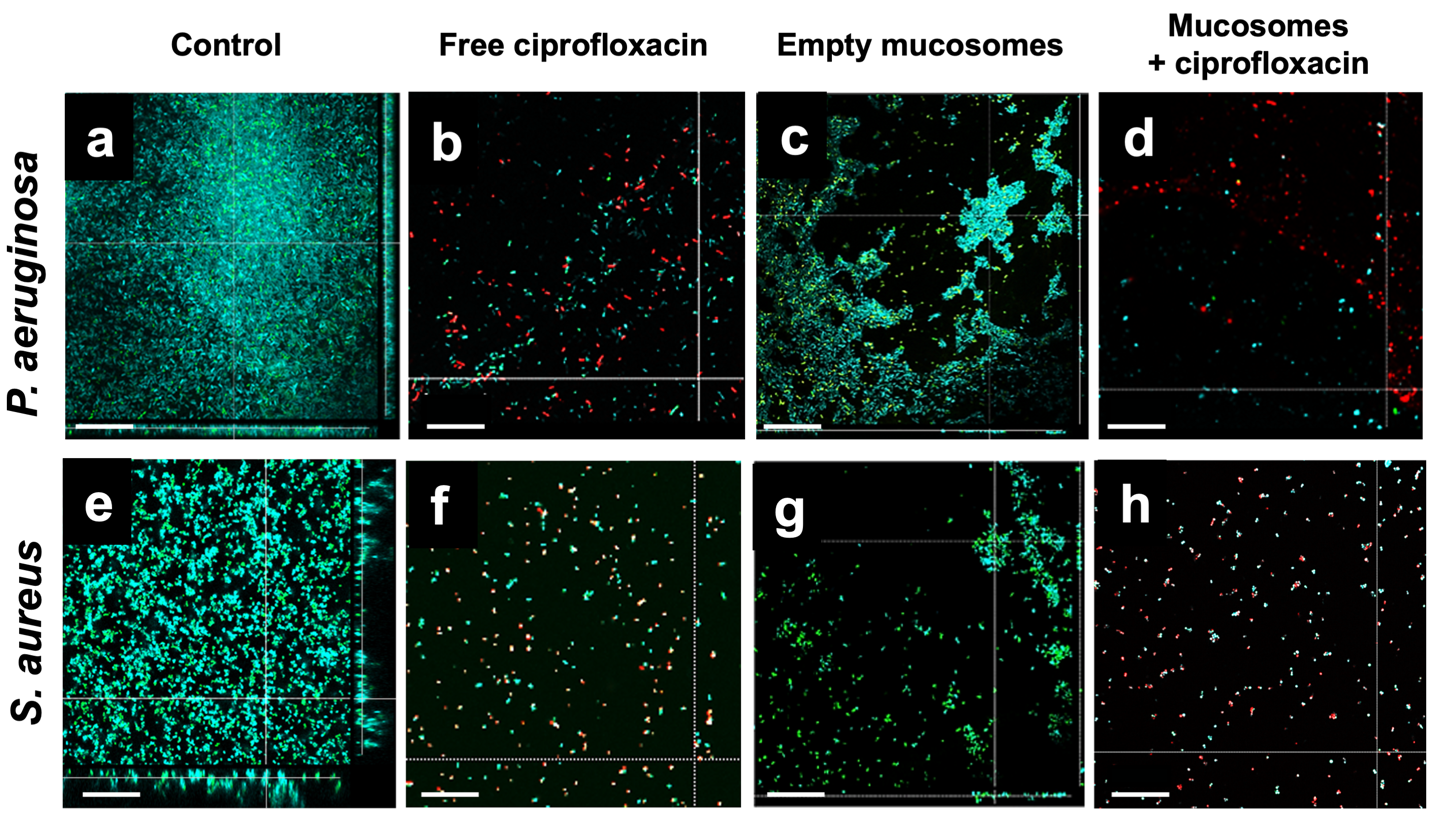 Control
Free ciprofloxacin
Empty mucosomes
Mucosomes
+ ciprofloxacin
P. aeruginosa
a
b
c
d
S. aureus
e
f
g
h